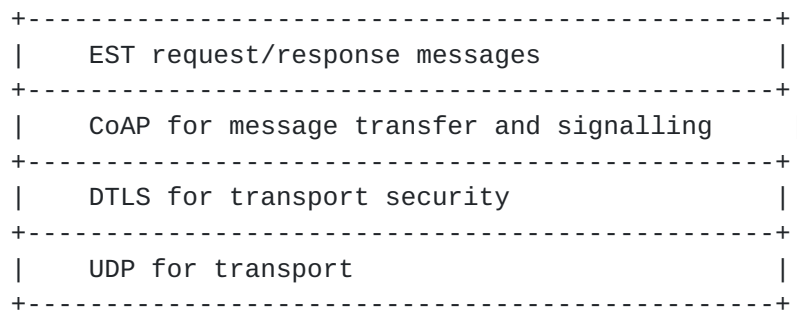 +------------------------------------------------+
|    EST request/response messages               |
+------------------------------------------------+
|    CoAP for message transfer and signalling     |
+------------------------------------------------+
|    DTLS for transport security                 |
+------------------------------------------------+
|    UDP for transport                           |
+------------------------------------------------+